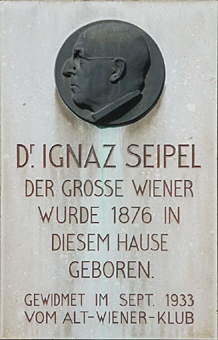 Dr. IGNAZ SEIPEL
DER GROSSE WIENER
WURDE 1876 IN
DIESEM HAUSE
GEBOREN.
GEWIDMET IM SEPT. 1933
VOM ALT-WIENER-KLUB